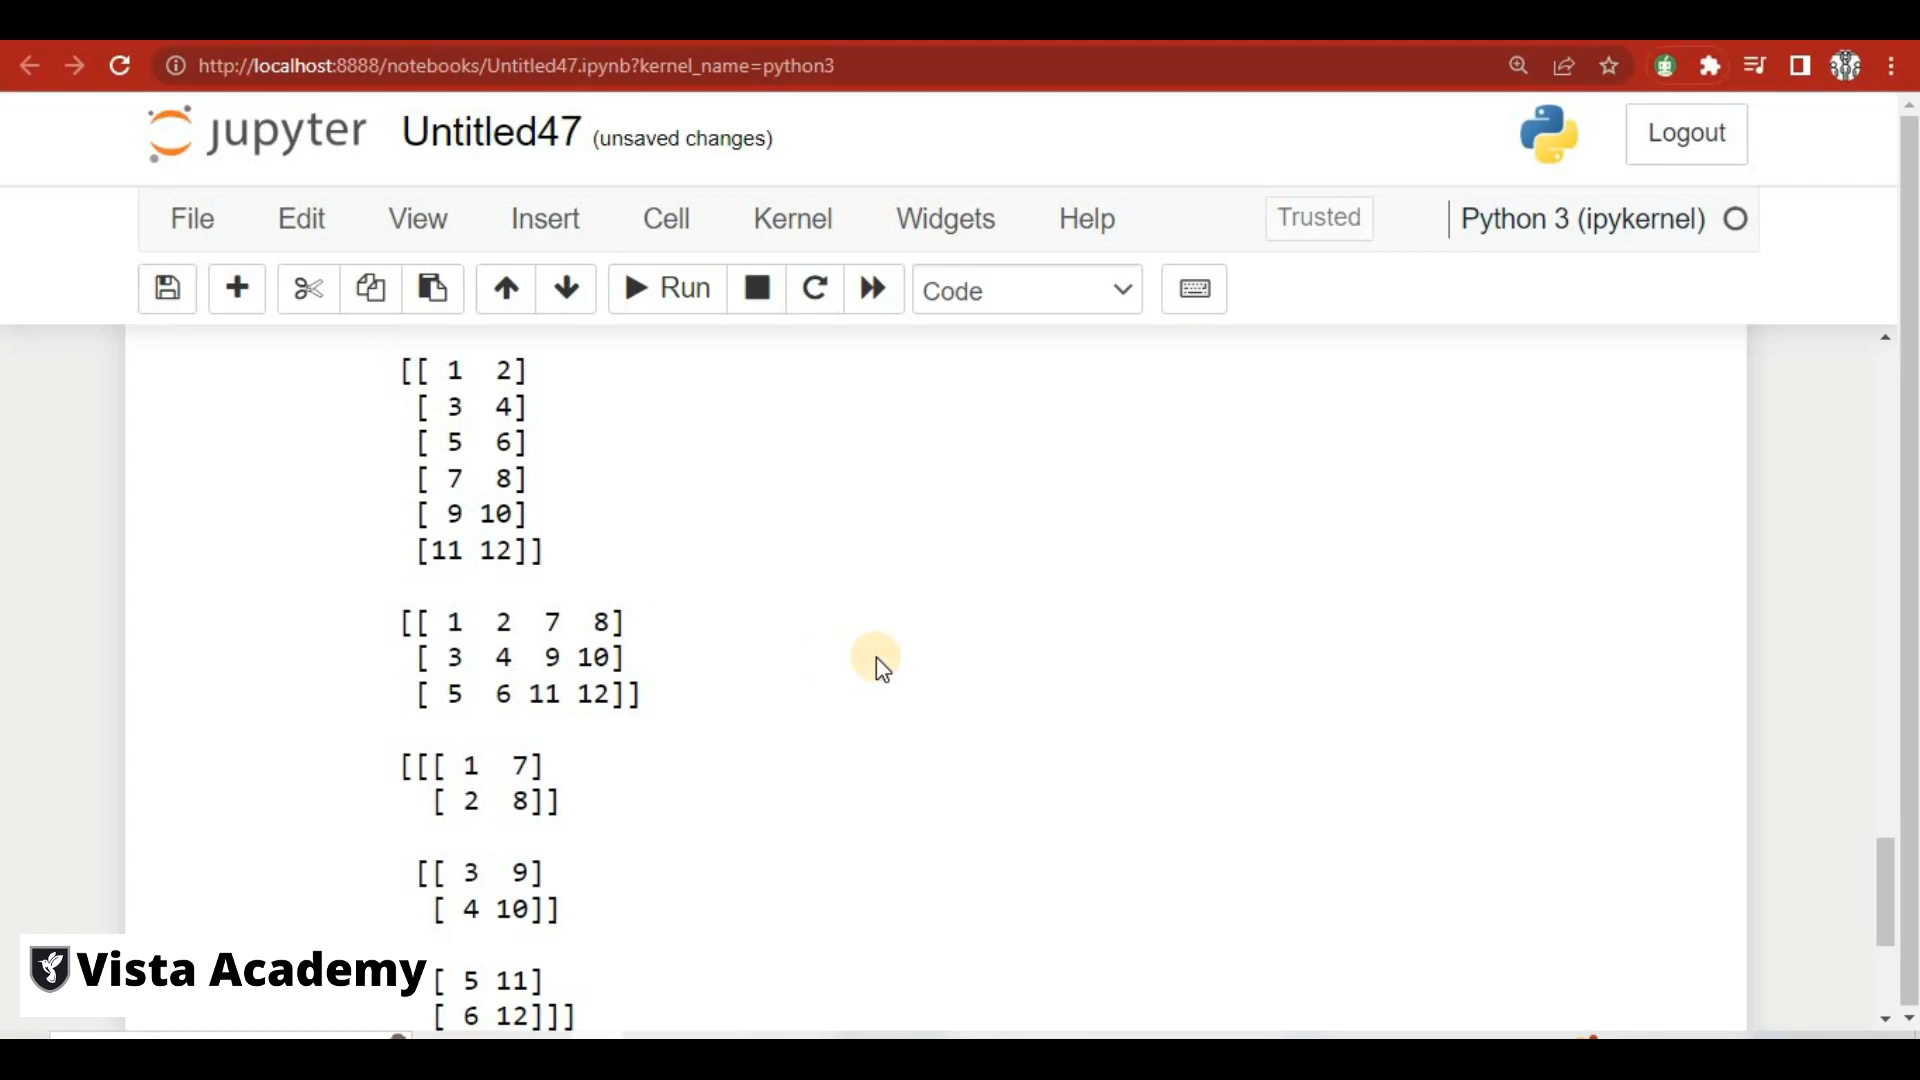 http://localhost:8888/notebooks/Untitled47.ipynb?kernel_name=python3
jupyter Untitled47 (unsaved changes) Logout
File Edit View Insert Cell Kernel Widgets Help Trusted Python 3 (ipykernel)
Run Code
[[ 1  2]
 [ 3  4]
 [ 5  6]
 [ 7  8]
 [ 9 10]
 [11 12]]
[[ 1  2  7  8]
 [ 3  4  9 10]
 [ 5  6 11 12]]
[[[ 1  7]
  [ 2  8]]
 [[ 3  9]
  [ 4 10]]
  [ 5 11]
  [ 6 12]]]
Vista Academy